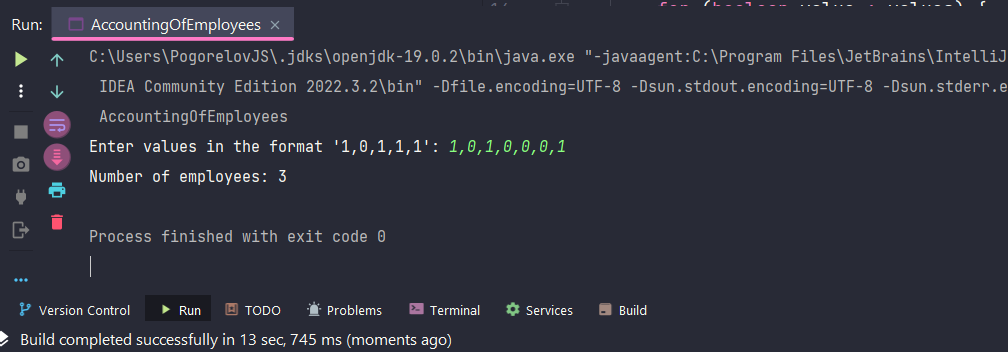 Run: AccountingOfEmployees ×
C:\Users\PogorelovJS\.jdks\openjdk-19.0.2\bin\java.exe "-javaagent:C:\Program Files\JetBrains\IntelliJ
IDEA Community Edition 2022.3.2\bin" -Dfile.encoding=UTF-8 -Dsun.stdout.encoding=UTF-8 -Dsun.stderr.e
AccountingOfEmployees
Enter values in the format '1,0,1,1,1': 1,0,1,0,0,0,1
Number of employees: 3
Process finished with exit code 0
Version Control Run TODO Problems Terminal Services Build
Build completed successfully in 13 sec, 745 ms (moments ago)